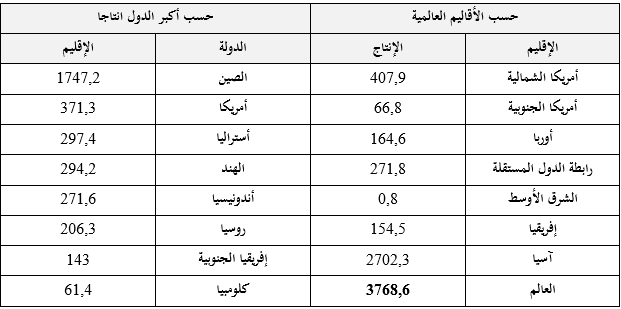 حسب الأقاليم العالمية حسب أكبر الدول انتاجا
الإقليم الإنتاج الدولة الإقليم
أمريكا الشمالية 407,9 الصين 1747,2
أمريكا الجنوبية 66,8 أمريكا 371,3
أوربا 164,6 أستراليا 297,4
رابطة الدول المستقلة 271,8 الهند 294,2
الشرق الأوسط 0,8 أندونيسيا 271,6
إفريقيا 154,5 روسيا 206,3
آسيا 2702,3 إفريقيا الجنوبية 143
العالم 3768,6 كلومبيا 61,4